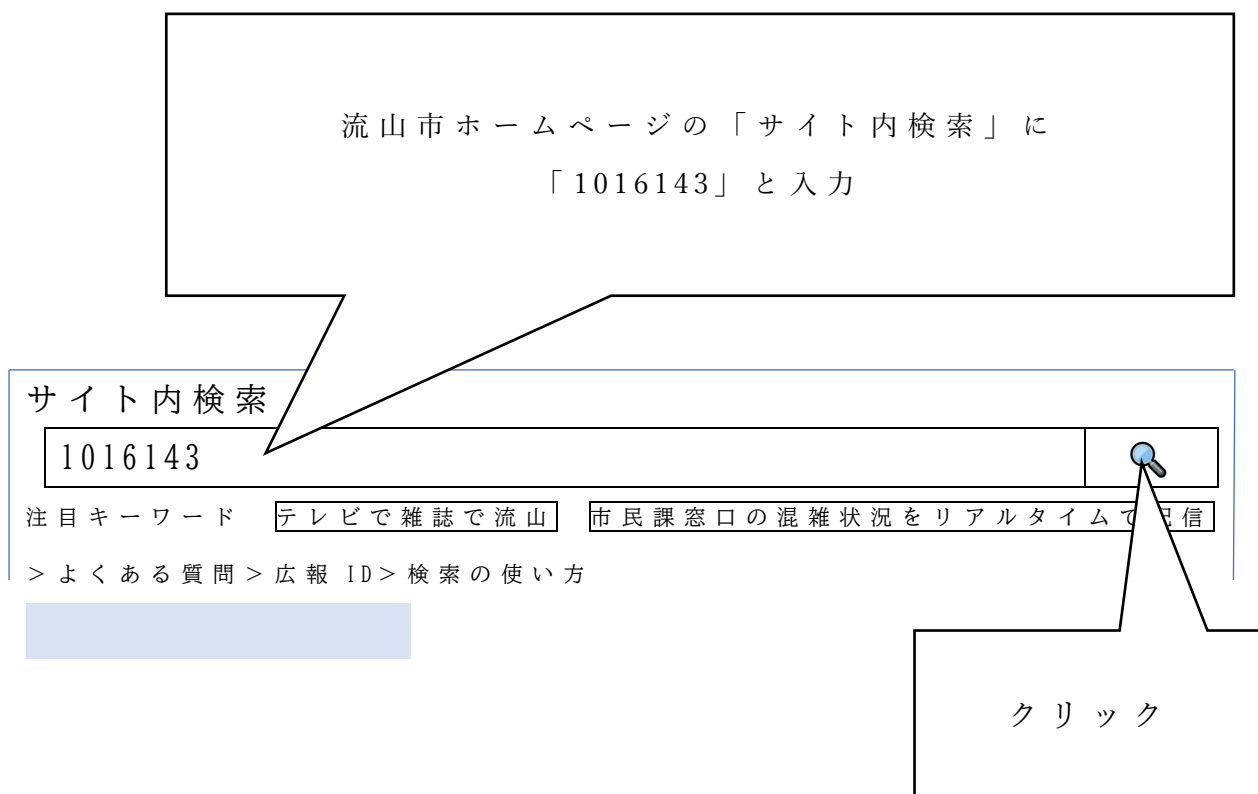 流山市ホームページの「サイト内検索」に
「1016143」と入力
サイト内検索
1016143
注目キーワード テレビで雑誌で流山 市民課窓口の混雑状況をリアルタイムで配信
>よくある質問>広報 ID>検索の使い方
クリック